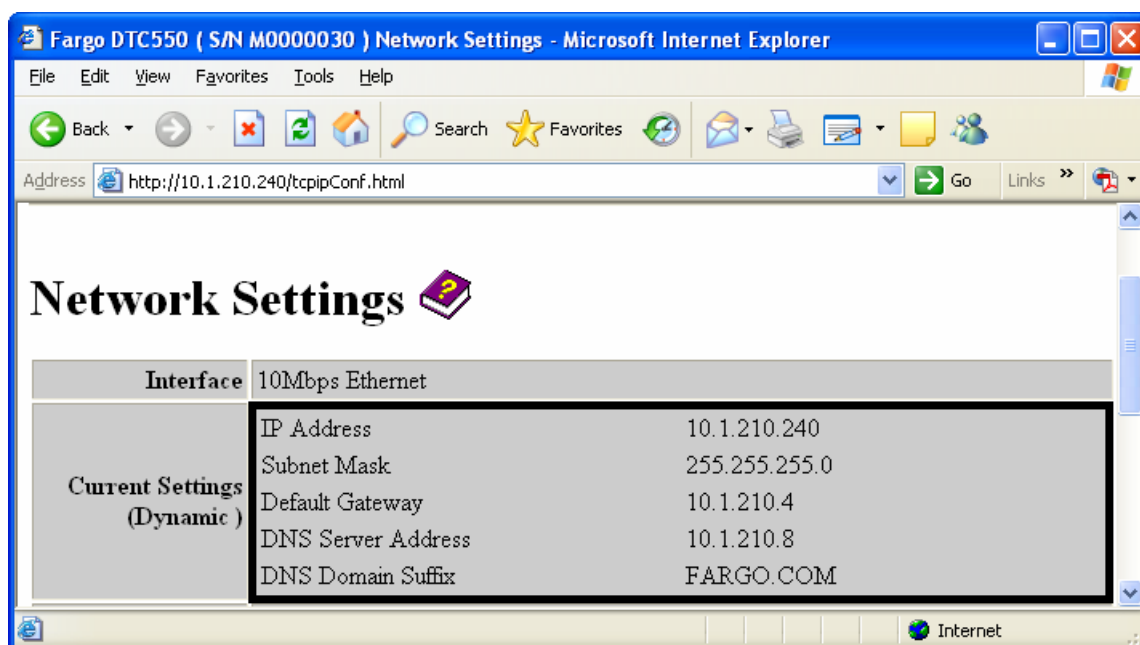 Fargo DTC550 ( S/N M0000030 ) Network Settings - Microsoft Internet Explorer
File Edit View Favorites Tools Help
Back Search Favorites
Address http://10.1.210.240/tcpipConf.html Go Links »
Network Settings
Interface 10Mbps Ethernet
Current Settings (Dynamic )
IP Address 10.1.210.240
Subnet Mask 255.255.255.0
Default Gateway 10.1.210.4
DNS Server Address 10.1.210.8
DNS Domain Suffix FARGO.COM
Internet